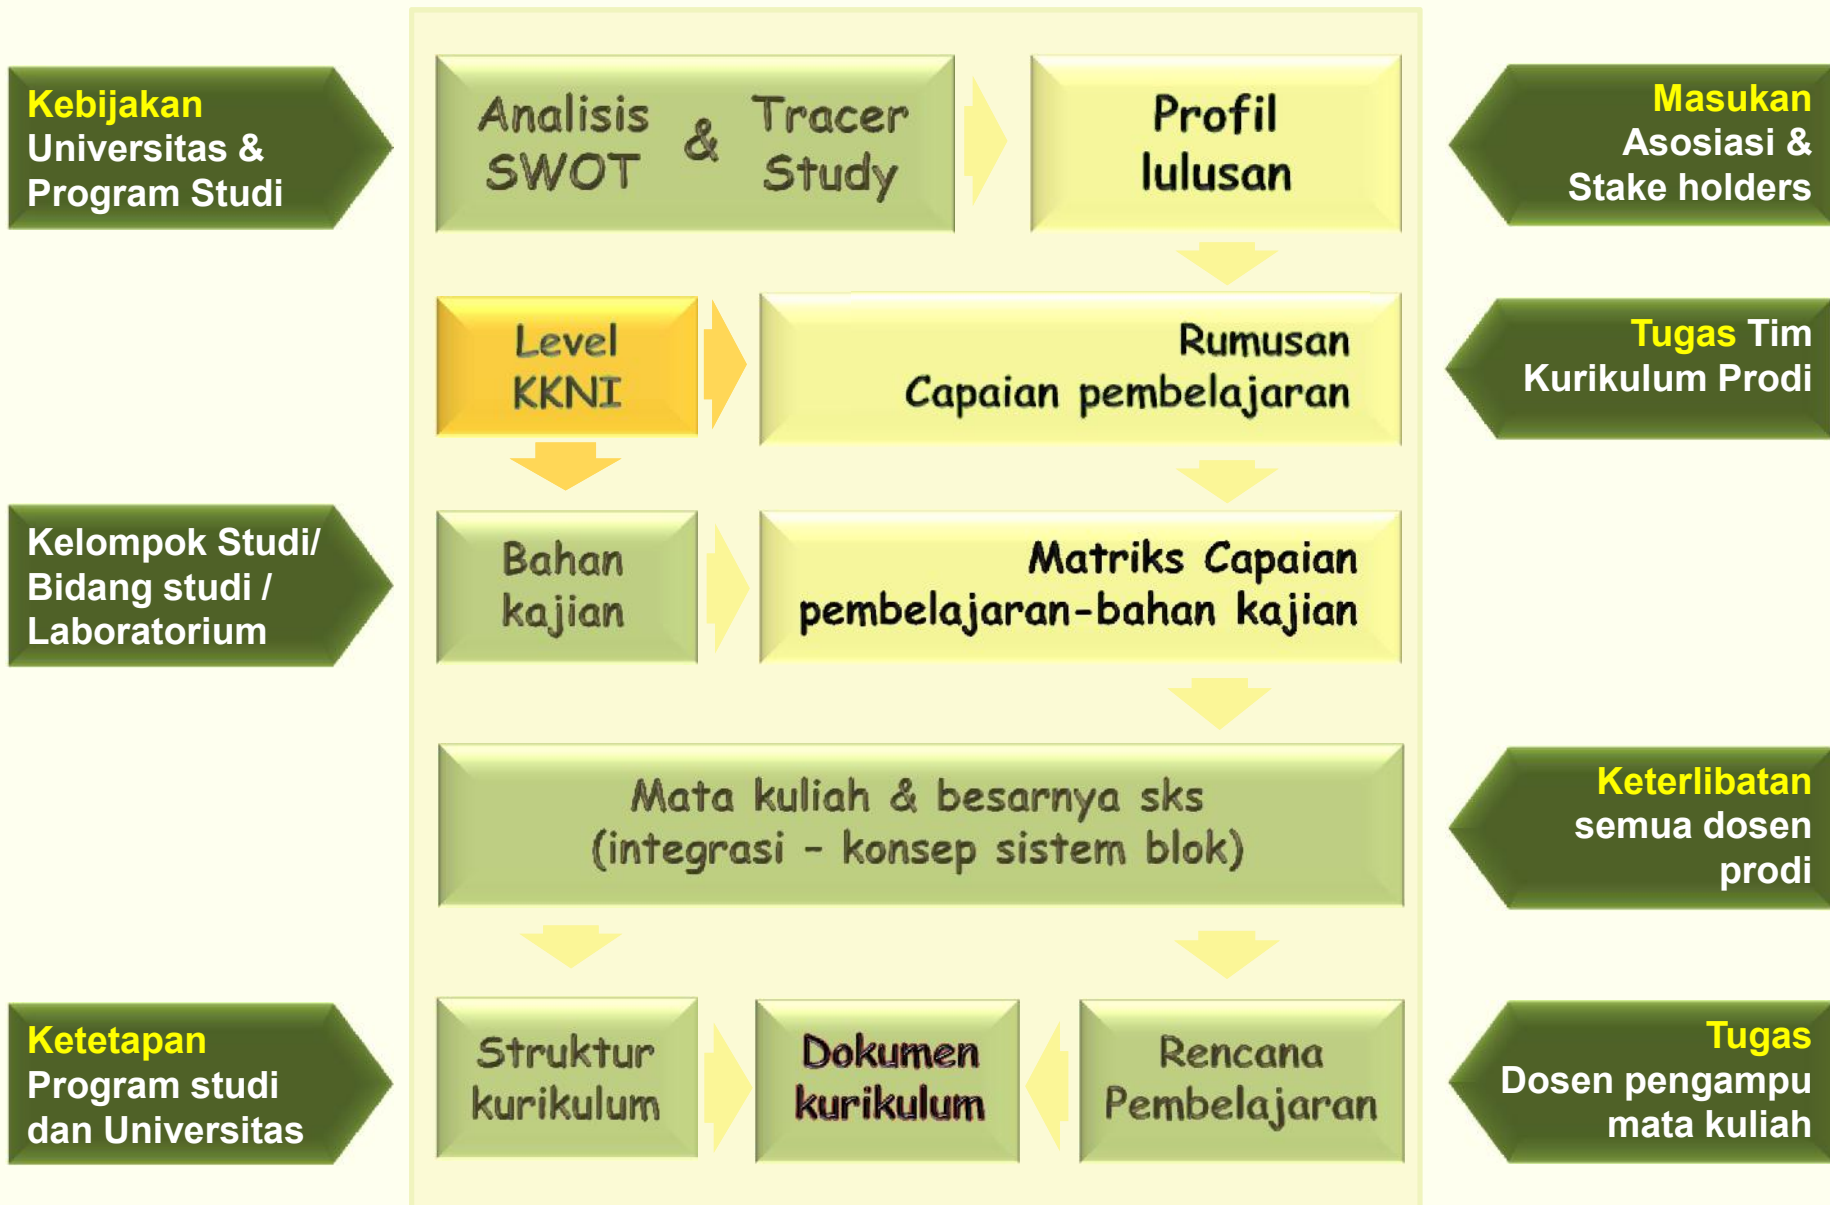 Kebijakan
Universitas &
Program Studi
Analisis
SWOT
&
Tracer
Study
Profil
lulusan
Masukan
Asosiasi &
Stake holders
Level
KKNI
Rumusan
Capaian pembelajaran
Tugas Tim
Kurikulum Prodi
Kelompok Studi/
Bidang studi /
Laboratorium
Bahan
kajian
Matriks Capaian
pembelajaran-bahan kajian
Mata kuliah & besarnya sks
(integrasi - konsep sistem blok)
Keterlibatan
semua dosen
prodi
Ketetapan
Program studi
dan Universitas
Struktur
kurikulum
Dokumen
kurikulum
Rencana
Pembelajaran
Tugas
Dosen pengampu
mata kuliah